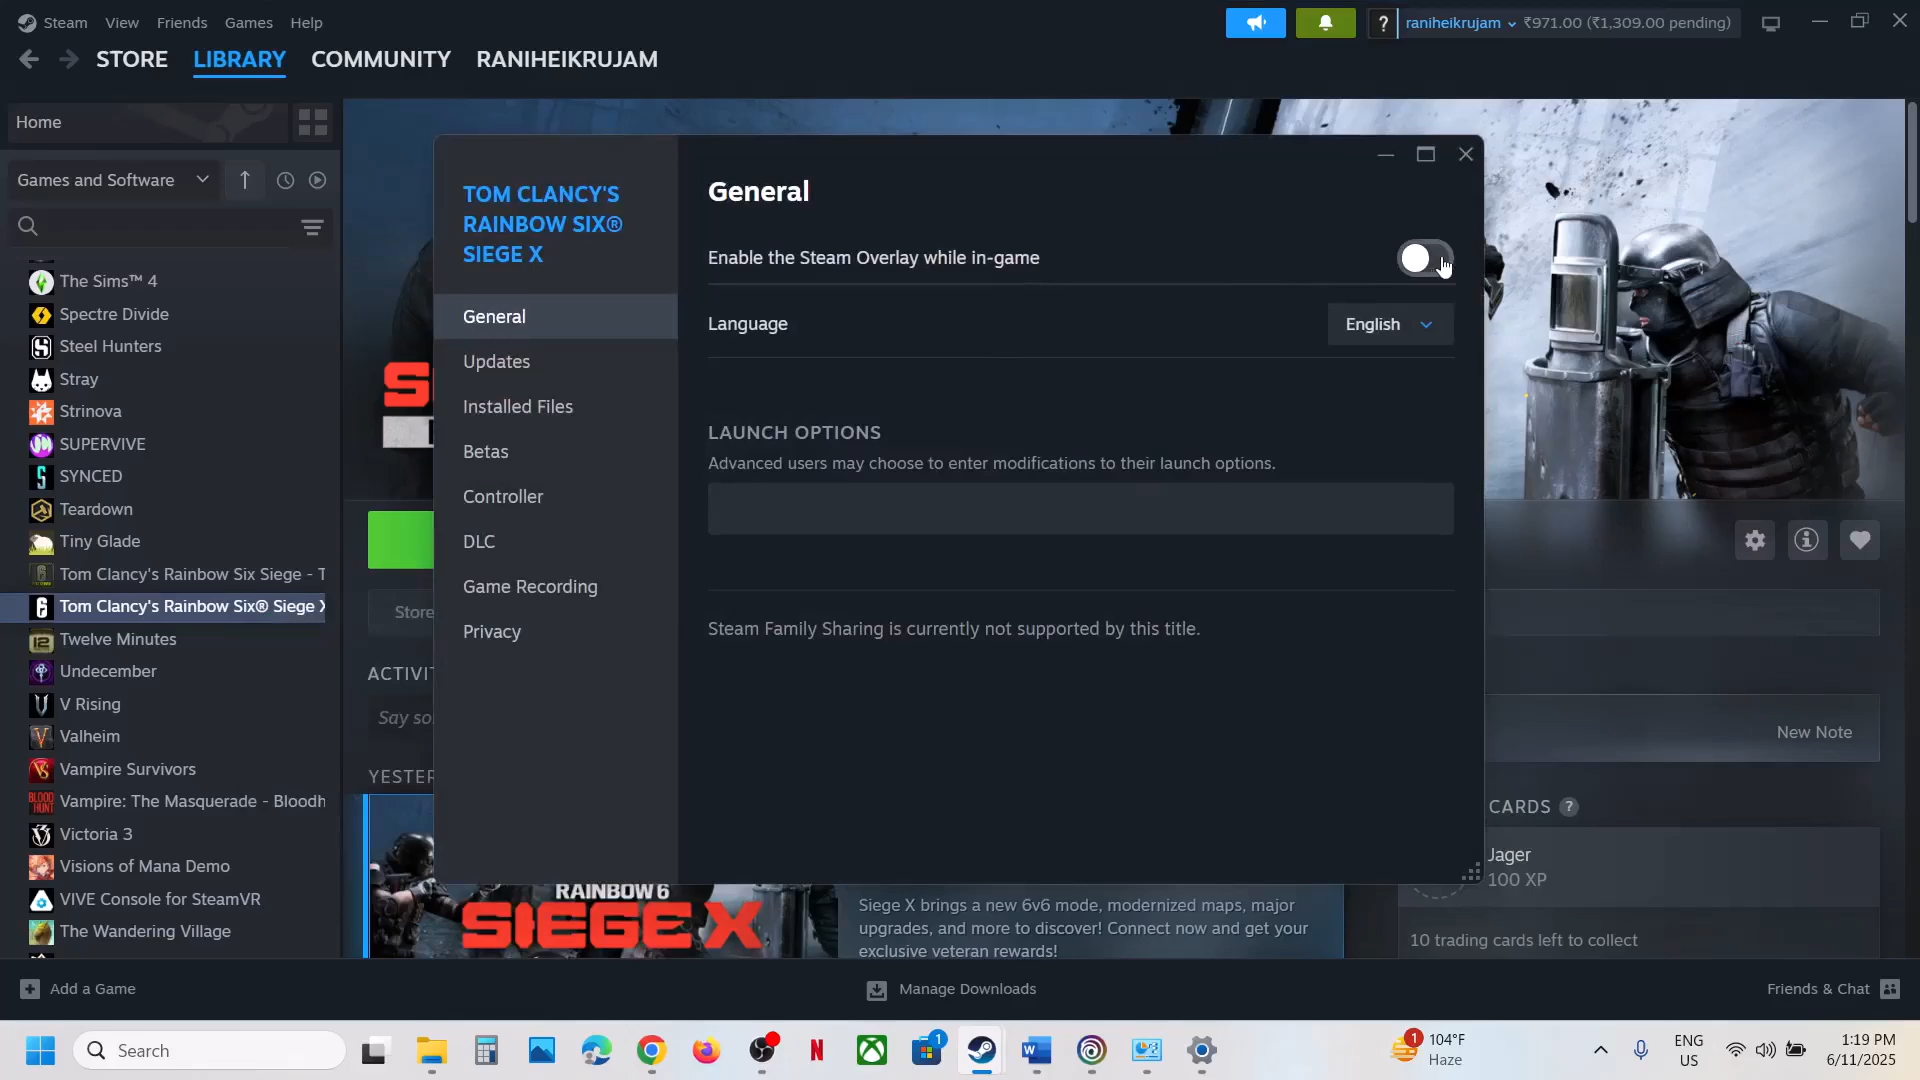 Steam View Friends Games Help
? raniheikrujam ₹971.00 (₹1,309.00 pending)
STORE LIBRARY COMMUNITY RANIHEIKRUJAM
Home
Games and Software
The Sims™ 4
Spectre Divide
Steel Hunters
Stray
Strinova
SUPERVIVE
SYNCED
Teardown
Tiny Glade
Tom Clancy's Rainbow Six Siege - T
Tom Clancy's Rainbow Six® Siege X
Twelve Minutes
Undecember
V Rising
Valheim
Vampire Survivors
Vampire: The Masquerade - Bloodh
Victoria 3
Visions of Mana Demo
VIVE Console for SteamVR
The Wandering Village
TOM CLANCY'S
RAINBOW SIX®
SIEGE X
General
Updates
Installed Files
Betas
Controller
DLC
Game Recording
Privacy
General
Enable the Steam Overlay while in-game
Language
English
LAUNCH OPTIONS
Advanced users may choose to enter modifications to their launch options.
Steam Family Sharing is currently not supported by this title.
S
Store
ACTIVIT
Say so
YESTER
RAINBOW 6
SIEGE X
Siege X brings a new 6v6 mode, modernized maps, major
upgrades, and more to discover! Connect now and get your
exclusive veteran rewards!
New Note
CARDS ?
Jager
100 XP
10 trading cards left to collect
Add a Game
Manage Downloads
Friends & Chat
Search
1
1
104°F
Haze
ENG
US
1:19 PM
6/11/2025